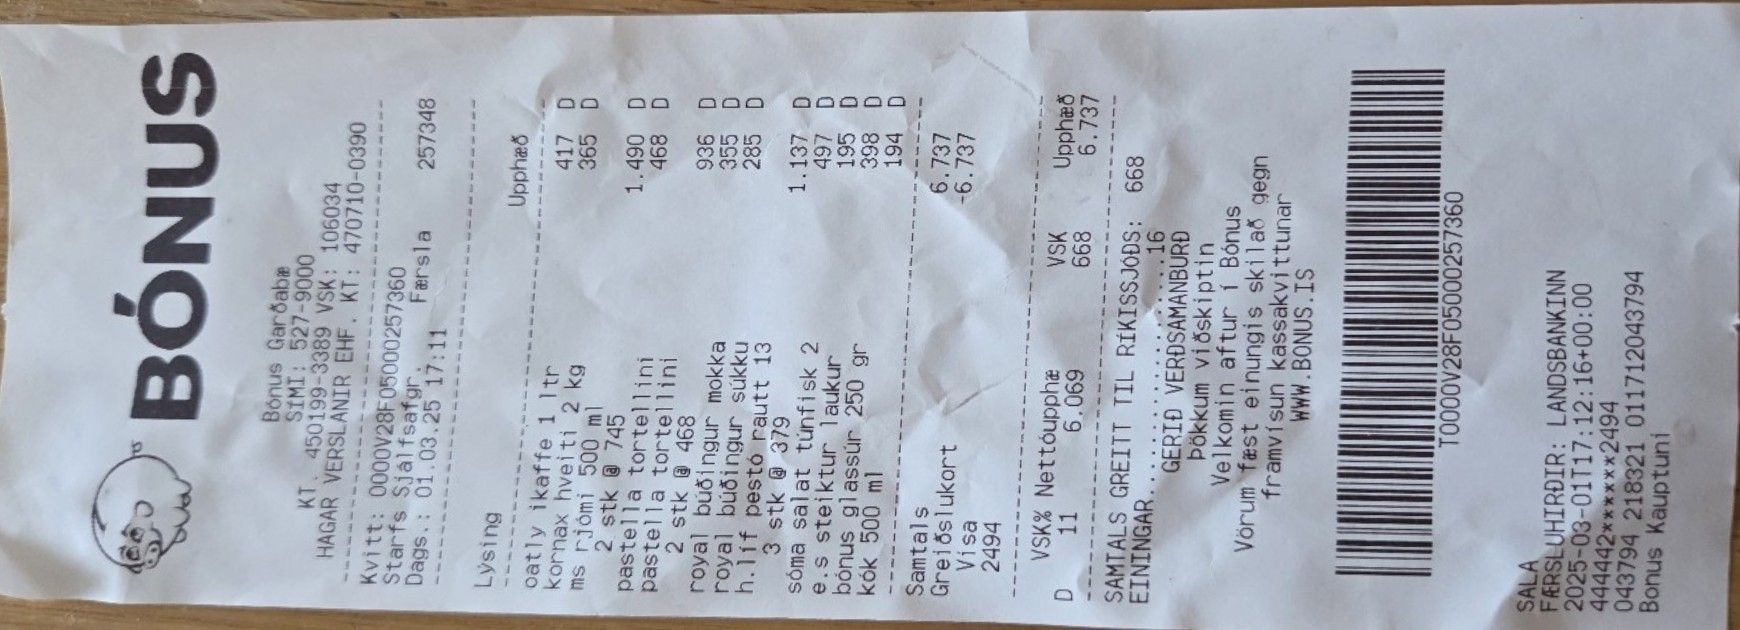 BÓNUS
Bónus Garðabæ
SÍMI: 527-9000
KT. 450199-3389 VSK: 106034
HAGAR VERSLANIR EHF. KT: 470710-0390
Kvitt: 0000V28F050000257360
Starfs Sjálfsafgr.
Dags.: 01.03.25 17:11 Færsla 257348
Lýsing Upphæð
oatly ikaffe 1 ltr 417 D
kornax hveiti 2 kg 365 D
ms rjómi 500 ml
2 stk @ 745 1.490 D
pastella tortellini 468 D
pastella tortellini
2 stk @ 468 936 D
royal búðingur mokka 355 D
royal búðingur súkku 285 D
h.líf pestó rautt 13
3 stk @ 379 1.137 D
sóma salat túnfisk 2 497 D
e.s steiktur laukur 195 D
bónus glassúr 250 gr 398 D
kók 500 ml 194 D
Samtals 6.737
Greiðslukort -6.737
Vísa
2494
VSK% Nettóupphæ VSK Upphæð
D 11 6.069 668 6.737
SAMTALS GREITT TIL RÍKISSJÓÐS: 668
EININGAR....................16
GERIÐ VERÐSAMANBURÐ
Þökkum viðskiptin
Velkomin aftur í Bónus
Vörum fæst einungis skilað gegn
framvísun kassakvittunar
WWW.BONUS.IS
T0000V28F050000257360
SALA
FÆRSLUHIRÐIR: LANDSBANKINN
2025-03-01T17:12:16+00:00
444442******2494
043794 218321 011712043794
Bonus Kauptuni